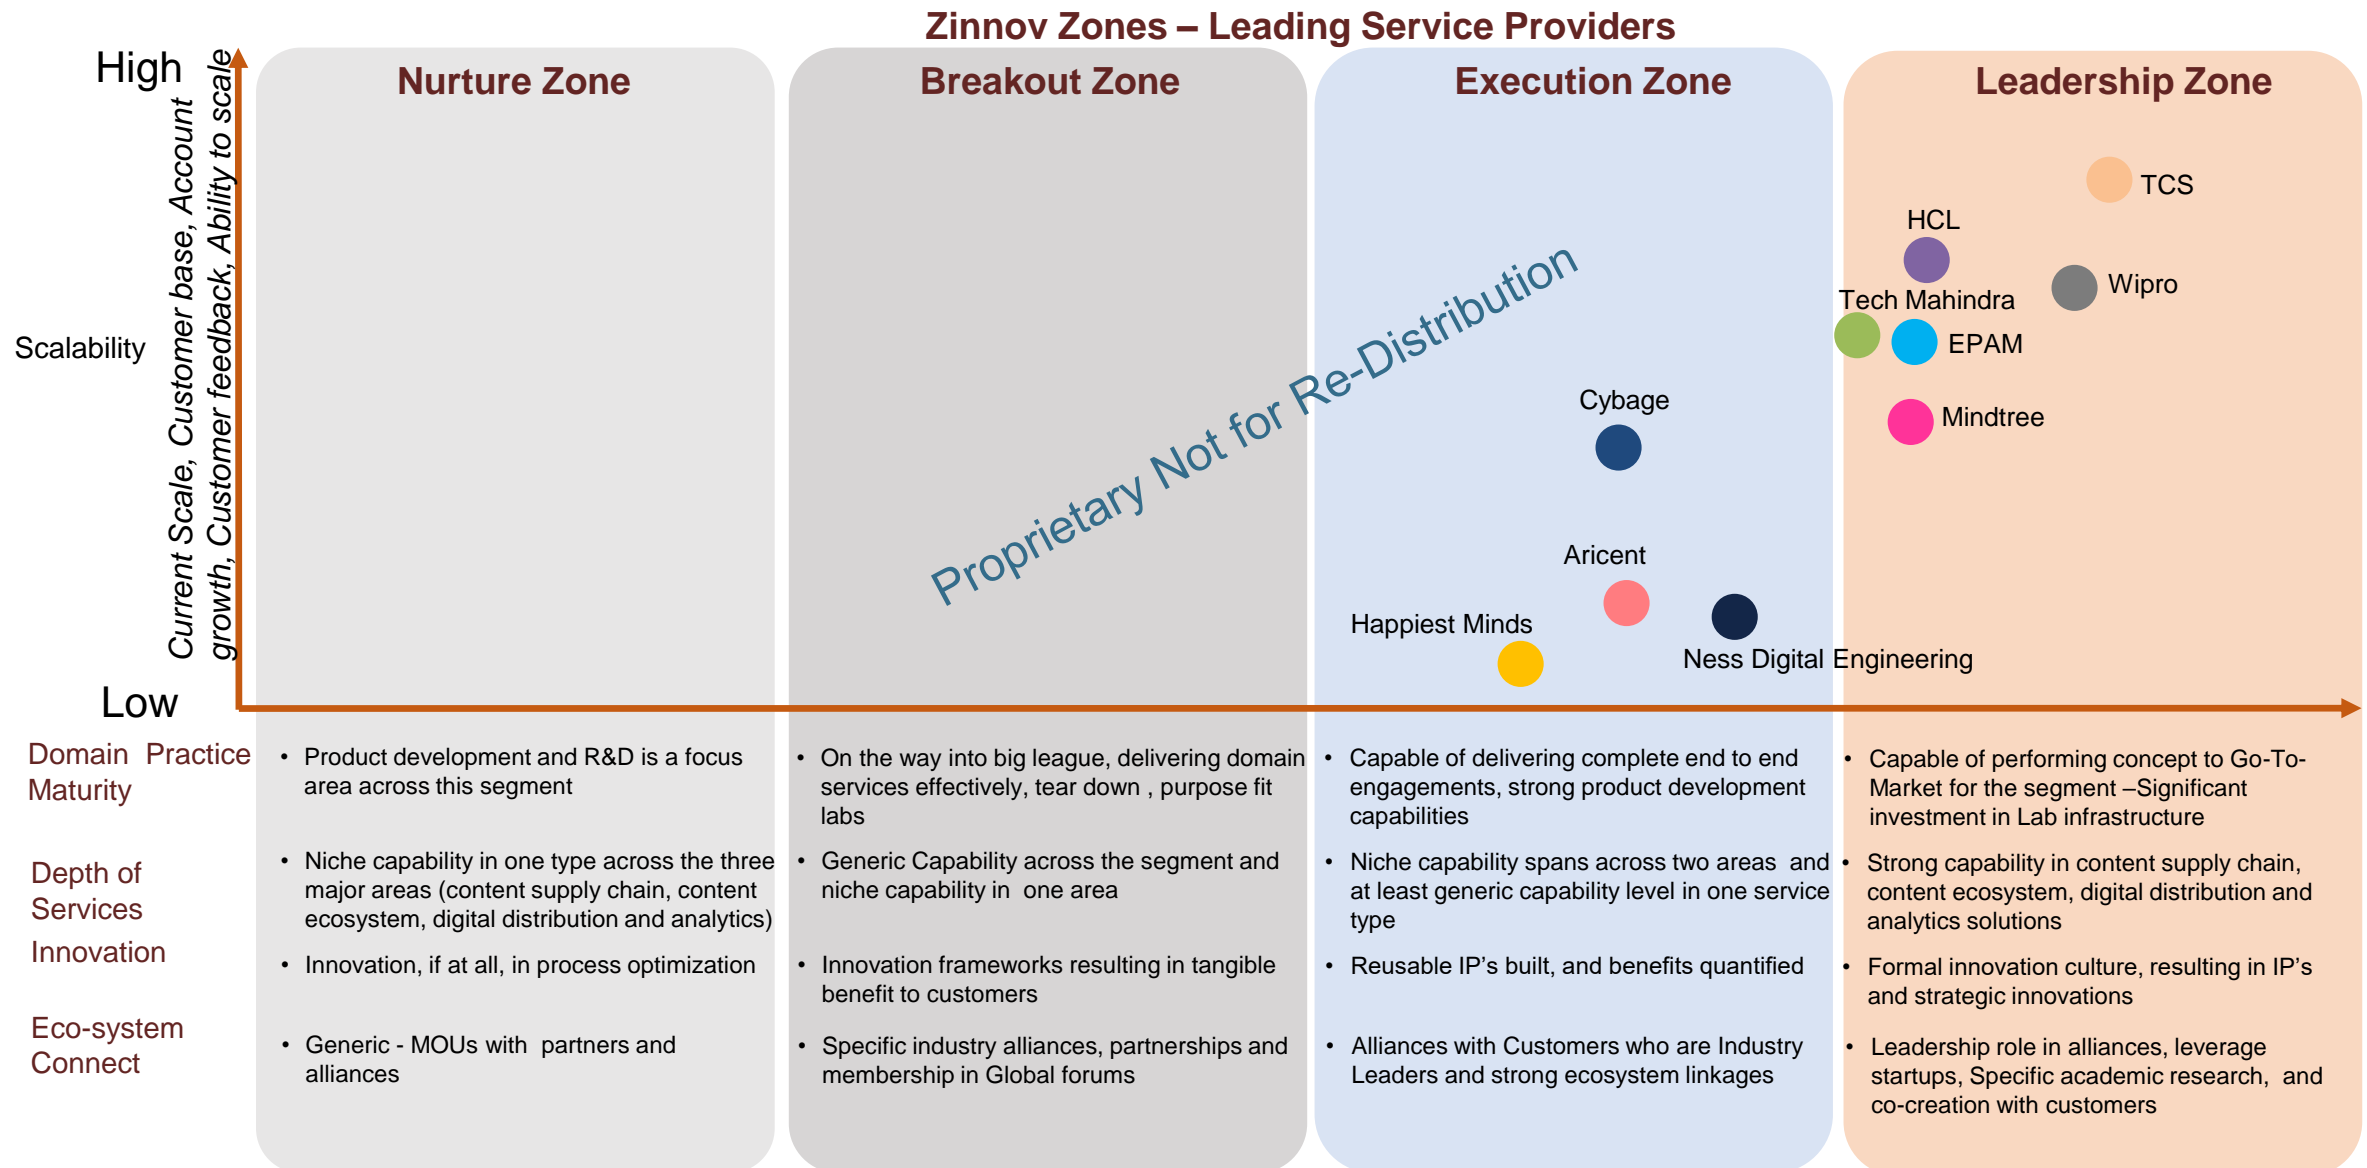 Zinnov Zones – Leading Service Providers
High
Nurture Zone
Breakout Zone
Execution Zone
Leadership Zone
Current Scale, Customer base, Account
growth, Customer feedback, Ability to scale
Scalability
TCS
HCL
Wipro
Tech Mahindra
EPAM
Mindtree
Cybage
Aricent
Happiest Minds
Ness Digital Engineering
Proprietary Not for Re-Distribution
Low
Domain  Practice
Maturity
• Product development and R&D is a focus
area across this segment
• On the way into big league, delivering domain
services effectively, tear down , purpose fit
labs
• Capable of delivering complete end to end
engagements, strong product development
capabilities
• Capable of performing concept to Go-To-
Market for the segment –Significant
investment in Lab infrastructure
Depth of
Services
• Niche capability in one type across the three
major areas (content supply chain, content
ecosystem, digital distribution and analytics)
• Generic Capability across the segment and
niche capability in  one area
• Niche capability spans across two areas  and
at least generic capability level in one service
type
• Strong capability in content supply chain,
content ecosystem, digital distribution and
analytics solutions
Innovation
• Innovation, if at all, in process optimization
• Innovation frameworks resulting in tangible
benefit to customers
• Reusable IP’s built, and benefits quantified
• Formal innovation culture, resulting in IP’s
and strategic innovations
Eco-system
Connect
• Generic - MOUs with  partners and
alliances
• Specific industry alliances, partnerships and
membership in Global forums
• Alliances with Customers who are Industry
Leaders and strong ecosystem linkages
• Leadership role in alliances, leverage
startups, Specific academic research,  and
co-creation with customers